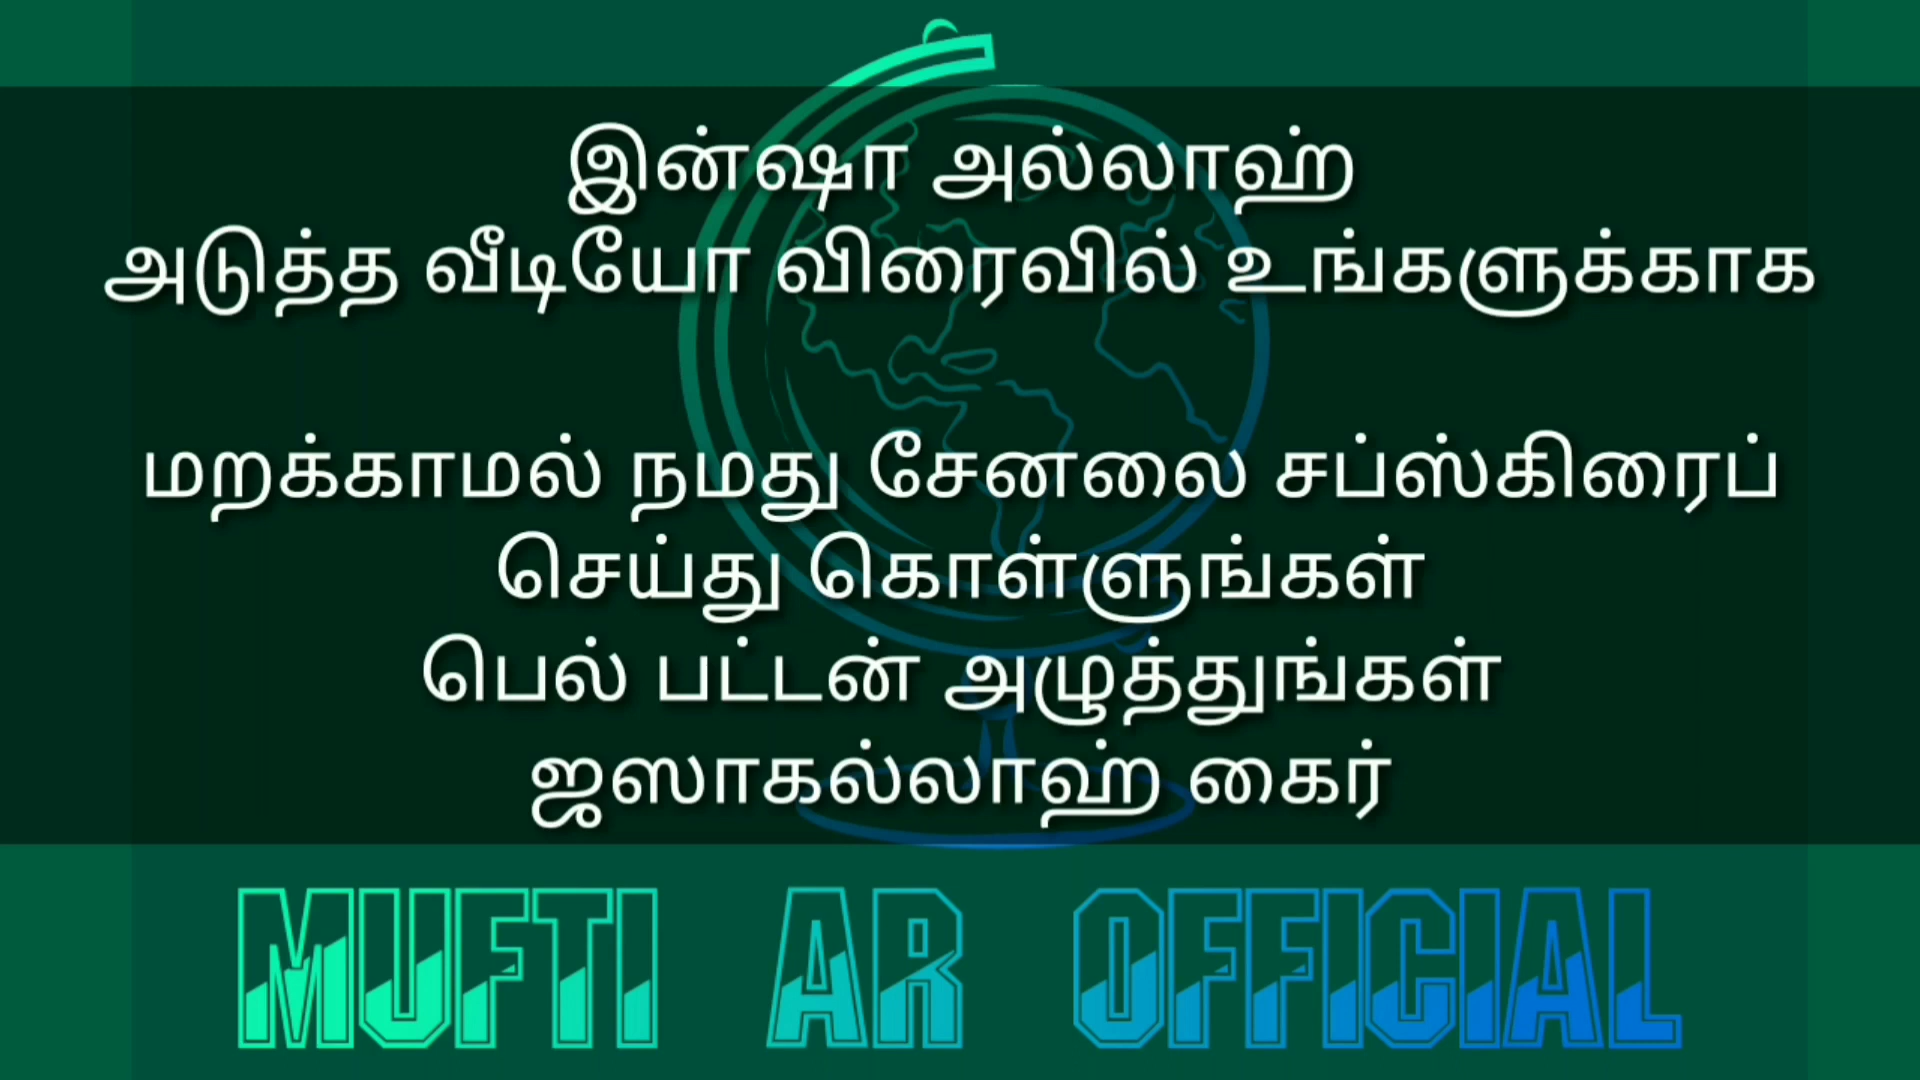 இன்ஷா அல்லாஹ்
அடுத்த வீடியோ விரைவில் உங்களுக்காக
மறக்காமல் நமது சேனலை சப்ஸ்கிரைப்
செய்து கொள்ளுங்கள்
பெல் பட்டன் அழுத்துங்கள்
ஜஸாகல்லாஹ் கைர்
MUFTI AR OFFICIAL